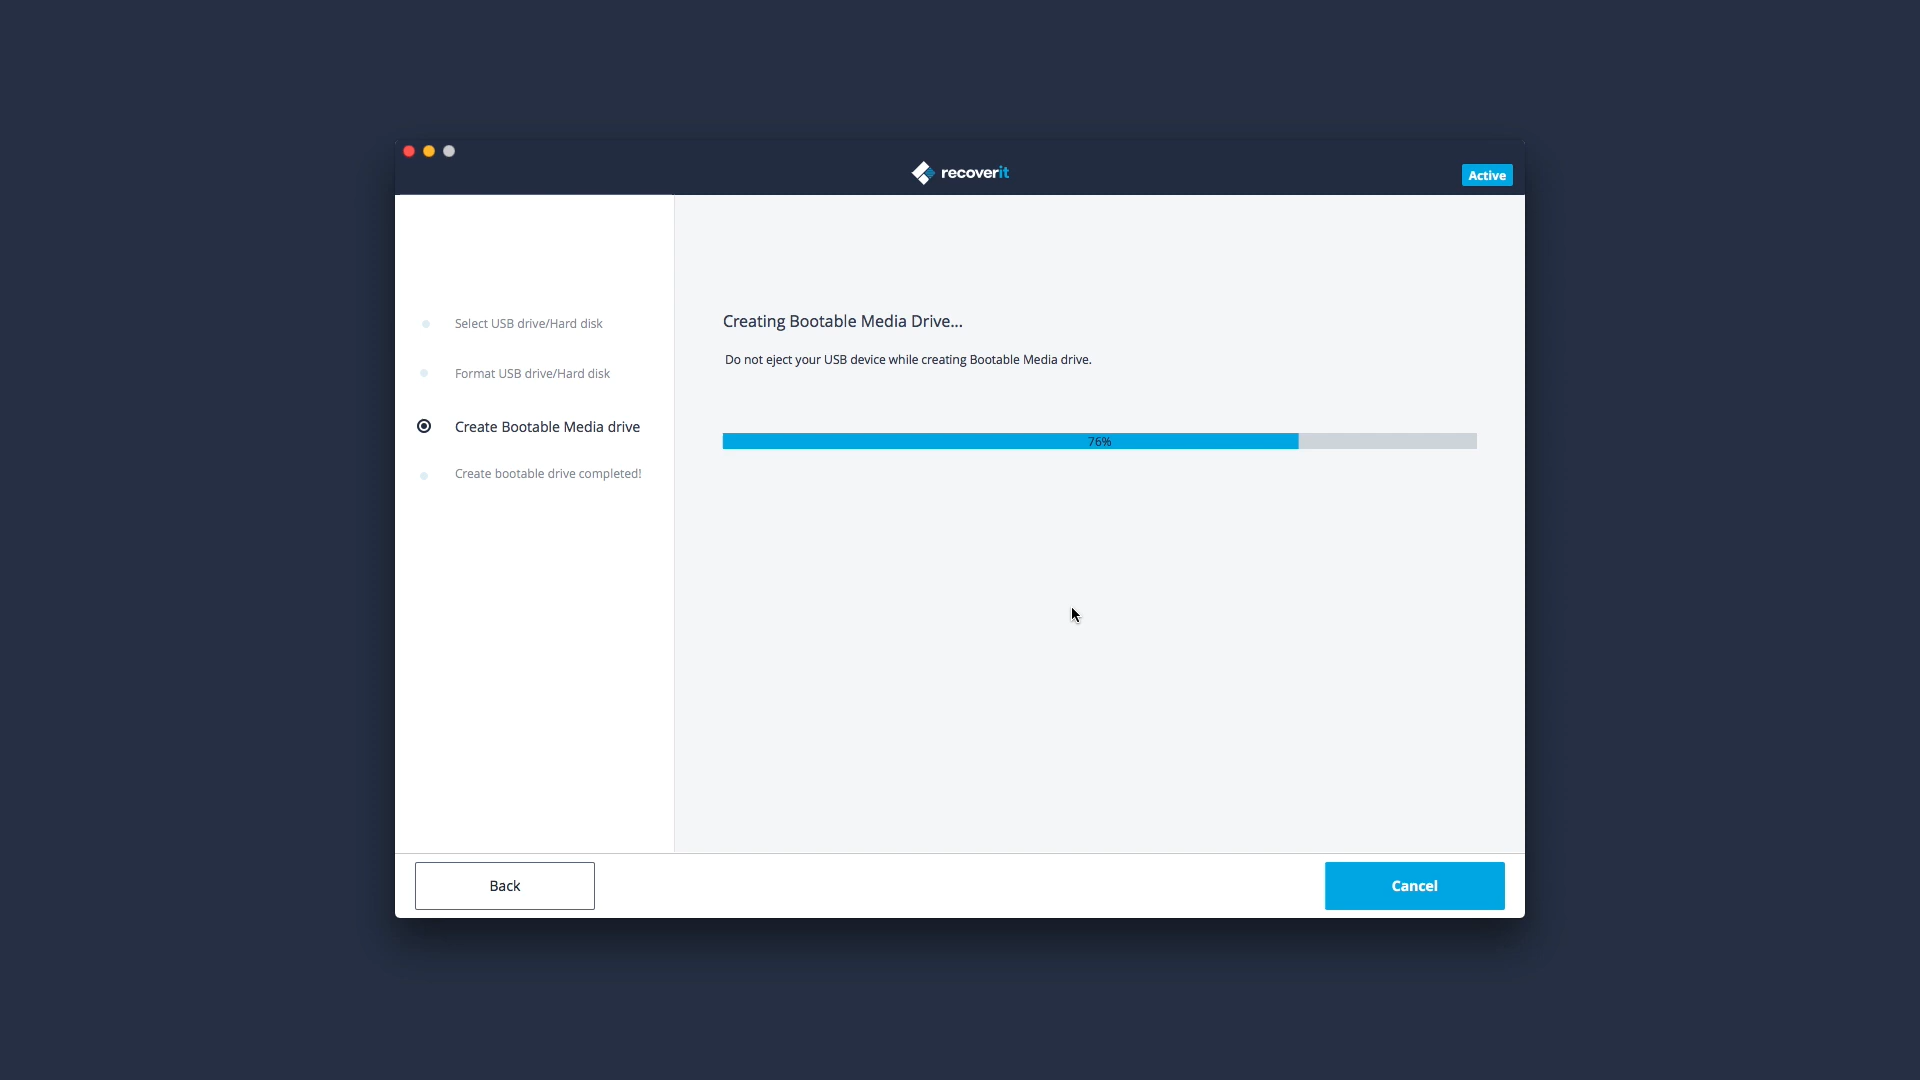 recoverit
Active
Select USB drive/Hard disk
Format USB drive/Hard disk
Create Bootable Media drive
Create bootable drive completed!
Creating Bootable Media Drive...
Do not eject your USB device while creating Bootable Media drive.
76%
Back
Cancel